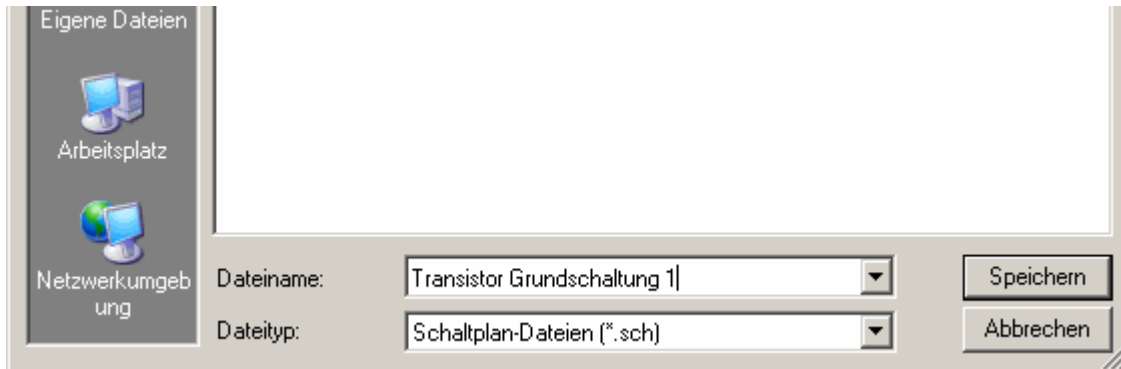 Eigene Dateien
Arbeitsplatz
Netzwerkumgeb
ung
Dateiname:
Transistor Grundschaltung 1
Speichern
Dateityp:
Schaltplan-Dateien (*.sch)
Abbrechen